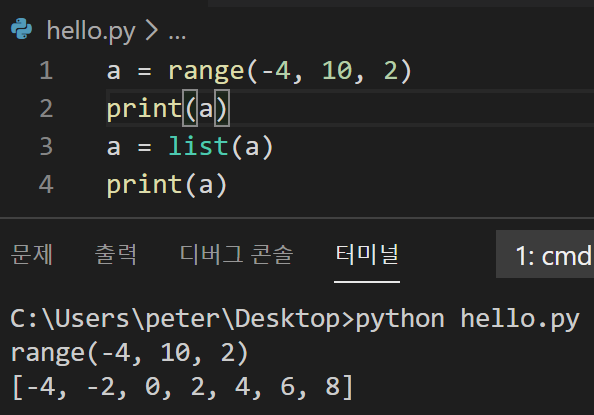 hello.py > ...
1 a = range(-4, 10, 2)
2 print(a)
3 a = list(a)
4 print(a)
문제 출력 디버그 콘솔 터미널 1: cmd
C:\Users\peter\Desktop>python hello.py
range(-4, 10, 2)
[-4, -2, 0, 2, 4, 6, 8]